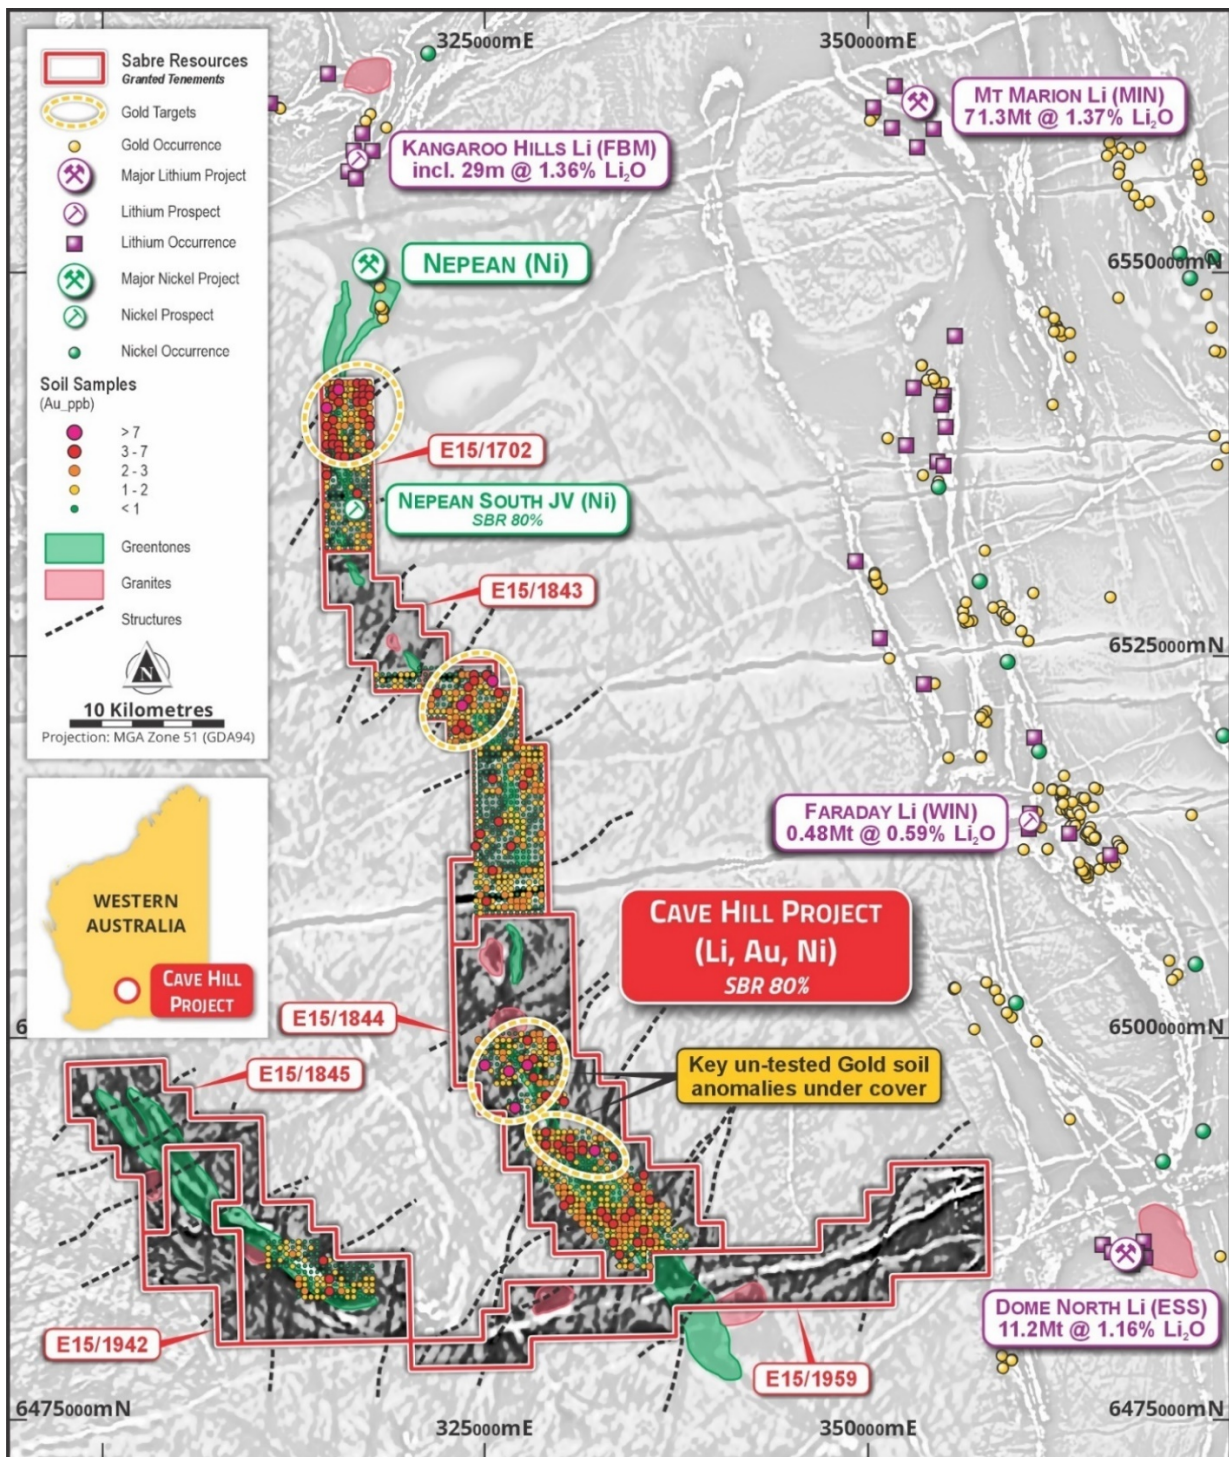 Sabre Resources
Granted Tenements
Gold Targets
Gold Occurrence
Major Lithium Project
Lithium Prospect
Lithium Occurrence
Major Nickel Project
Nickel Prospect
Nickel Occurrence
Soil Samples
(Au_ppb)
> 7
3 - 7
2 - 3
1 - 2
< 1
Greentones
Granites
Structures
N
10 Kilometres
Projection: MGA Zone 51 (GDA94)
WESTERN
AUSTRALIA
CAVE HILL
PROJECT
325000mE
350000mE
MT MARION Li (MIN)
71.3Mt @ 1.37% Li₂O
KANGAROO HILLS Li (FBM)
incl. 29m @ 1.36% Li₂O
NEPEAN (Ni)
6550000mN
E15/1702
NEPEAN SOUTH JV (Ni)
SBR 80%
E15/1843
6525000mN
FARADAY Li (WIN)
0.48Mt @ 0.59% Li₂O
CAVE HILL PROJECT
(Li, Au, Ni)
SBR 80%
E15/1844
6500000mN
E15/1845
Key un-tested Gold soil
anomalies under cover
DOME NORTH Li (ESS)
11.2Mt @ 1.16% Li₂O
E15/1942
E15/1959
6475000mN
325000mE
350000mE
6475000mN